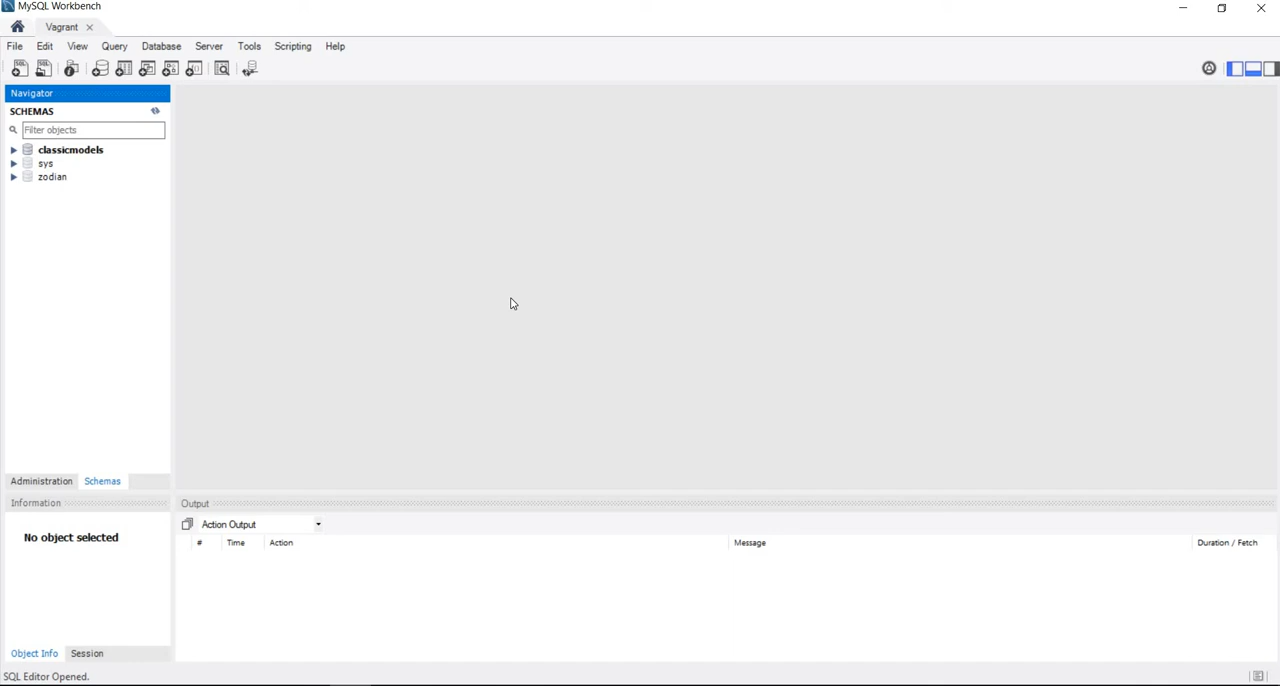 MySQL Workbench
Vagrant
File Edit View Query Database Server Tools Scripting Help
Navigator
SCHEMAS
Filter objects
classicmodels
sys
zodian
Administration Schemas
Information
No object selected
Object Info Session
Output
Action Output
# Time Action Message Duration / Fetch
SQL Editor Opened.